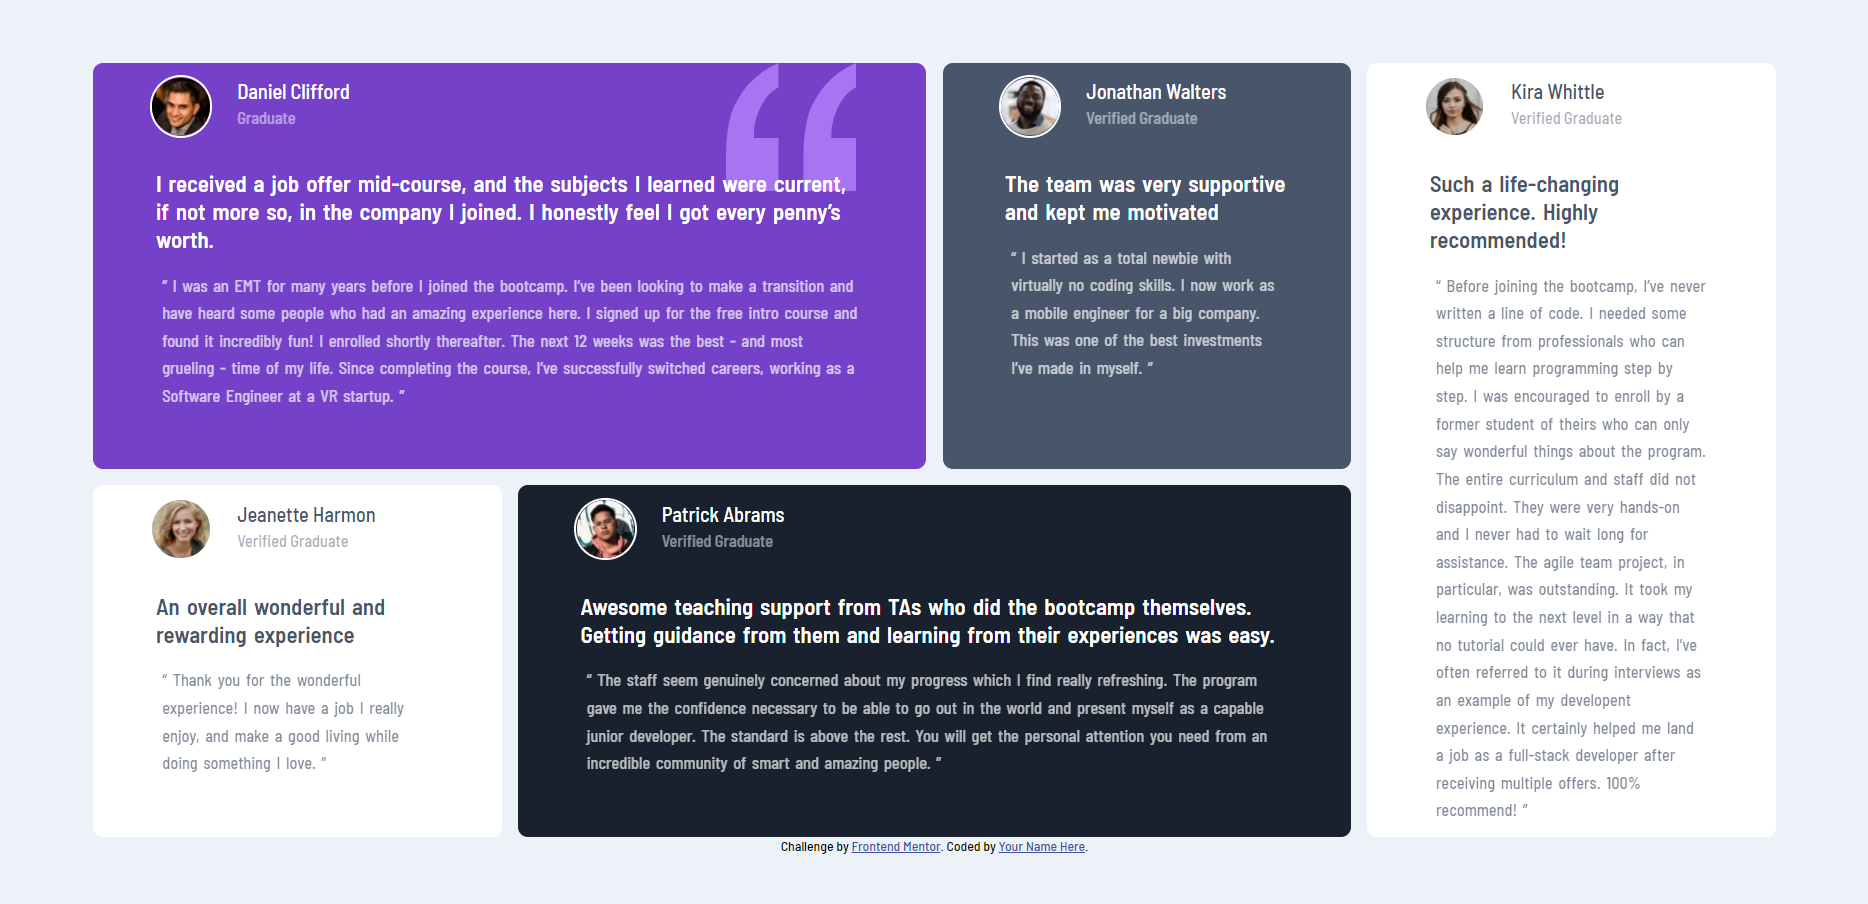 Daniel Clifford
Graduate
I received a job offer mid-course, and the subjects I learned were current,
if not more so, in the company I joined. I honestly feel I got every penny’s
worth.
“ I was an EMT for many years before I joined the bootcamp. I’ve been looking to make a transition and
have heard some people who had an amazing experience here. I signed up for the free intro course and
found it incredibly fun! I enrolled shortly thereafter. The next 12 weeks was the best - and most
grueling - time of my life. Since completing the course, I’ve successfully switched careers, working as a
Software Engineer at a VR startup. ”
Jonathan Walters
Verified Graduate
The team was very supportive
and kept me motivated
“ I started as a total newbie with
virtually no coding skills. I now work as
a mobile engineer for a big company.
This was one of the best investments
I’ve made in myself. ”
Kira Whittle
Verified Graduate
Such a life-changing
experience. Highly
recommended!
“ Before joining the bootcamp, I’ve never
written a line of code. I needed some
structure from professionals who can
help me learn programming step by
step. I was encouraged to enroll by a
former student of theirs who can only
say wonderful things about the program.
The entire curriculum and staff did not
disappoint. They were very hands-on
and I never had to wait long for
assistance. The agile team project, in
particular, was outstanding. It took my
learning to the next level in a way that
no tutorial could ever have. In fact, I’ve
often referred to it during interviews as
an example of my developent
experience. It certainly helped me land
a job as a full-stack developer after
receiving multiple offers. 100%
recommend! ”
Jeanette Harmon
Verified Graduate
An overall wonderful and
rewarding experience
“ Thank you for the wonderful
experience! I now have a job I really
enjoy, and make a good living while
doing something I love. ”
Patrick Abrams
Verified Graduate
Awesome teaching support from TAs who did the bootcamp themselves.
Getting guidance from them and learning from their experiences was easy.
“ The staff seem genuinely concerned about my progress which I find really refreshing. The program
gave me the confidence necessary to be able to go out in the world and present myself as a capable
junior developer. The standard is above the rest. You will get the personal attention you need from an
incredible community of smart and amazing people. ”
Challenge by Frontend Mentor. Coded by Your Name Here.